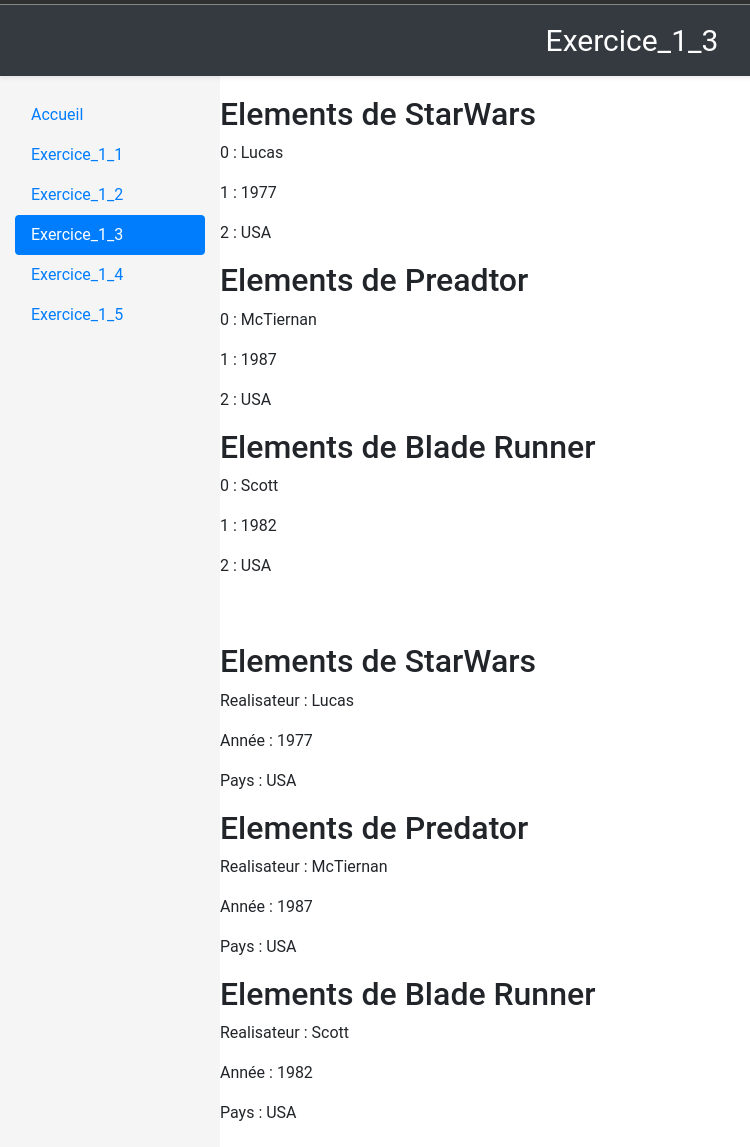 Exercice_1_3
Accueil
Exercice_1_1
Exercice_1_2
Exercice_1_3
Exercice_1_4
Exercice_1_5
Elements de StarWars
0 : Lucas
1 : 1977
2 : USA
Elements de Preadtor
0 : McTiernan
1 : 1987
2 : USA
Elements de Blade Runner
0 : Scott
1 : 1982
2 : USA
Elements de StarWars
Realisateur : Lucas
Année : 1977
Pays : USA
Elements de Predator
Realisateur : McTiernan
Année : 1987
Pays : USA
Elements de Blade Runner
Realisateur : Scott
Année : 1982
Pays : USA